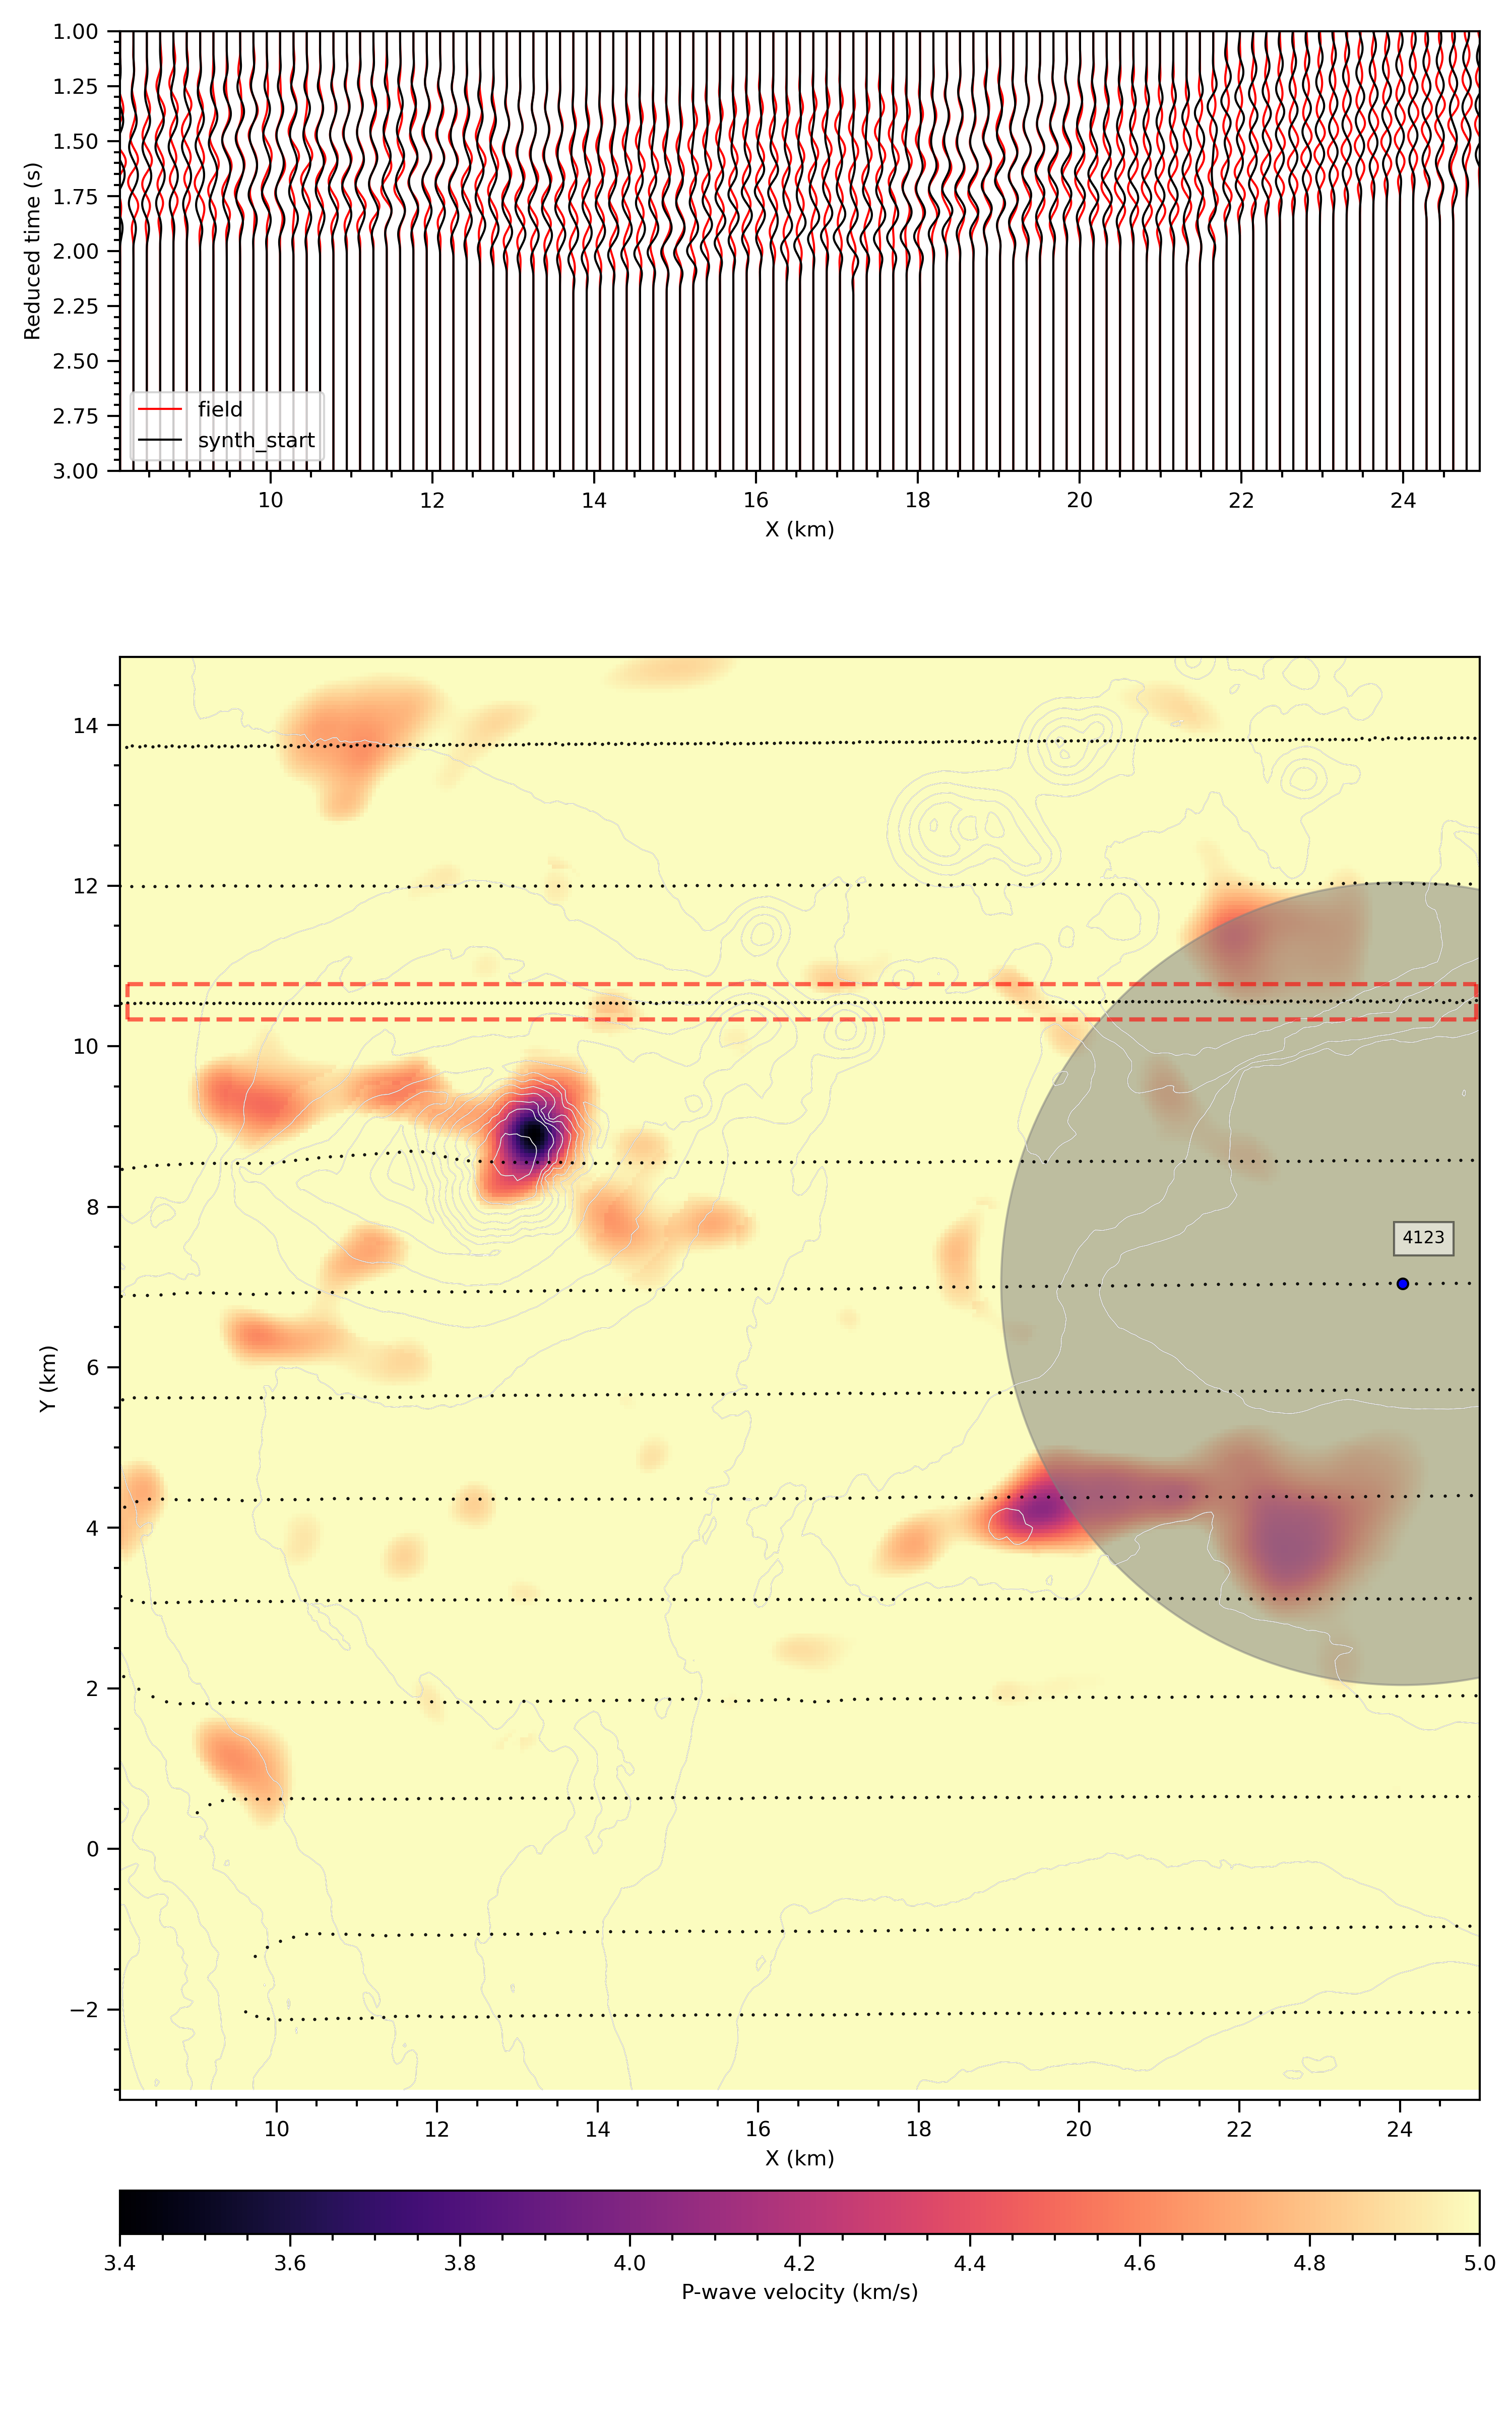 1.00
1.25
1.50
1.75
2.00
2.25
2.50
2.75
3.00
Reduced time (s)
field
synth_start
10 12 14 16 18 20 22 24
X (km)
14
12
10
8
6
4
2
0
−2
Y (km)
4123
10 12 14 16 18 20 22 24
X (km)
3.4 3.6 3.8 4.0 4.2 4.4 4.6 4.8 5.0
P-wave velocity (km/s)